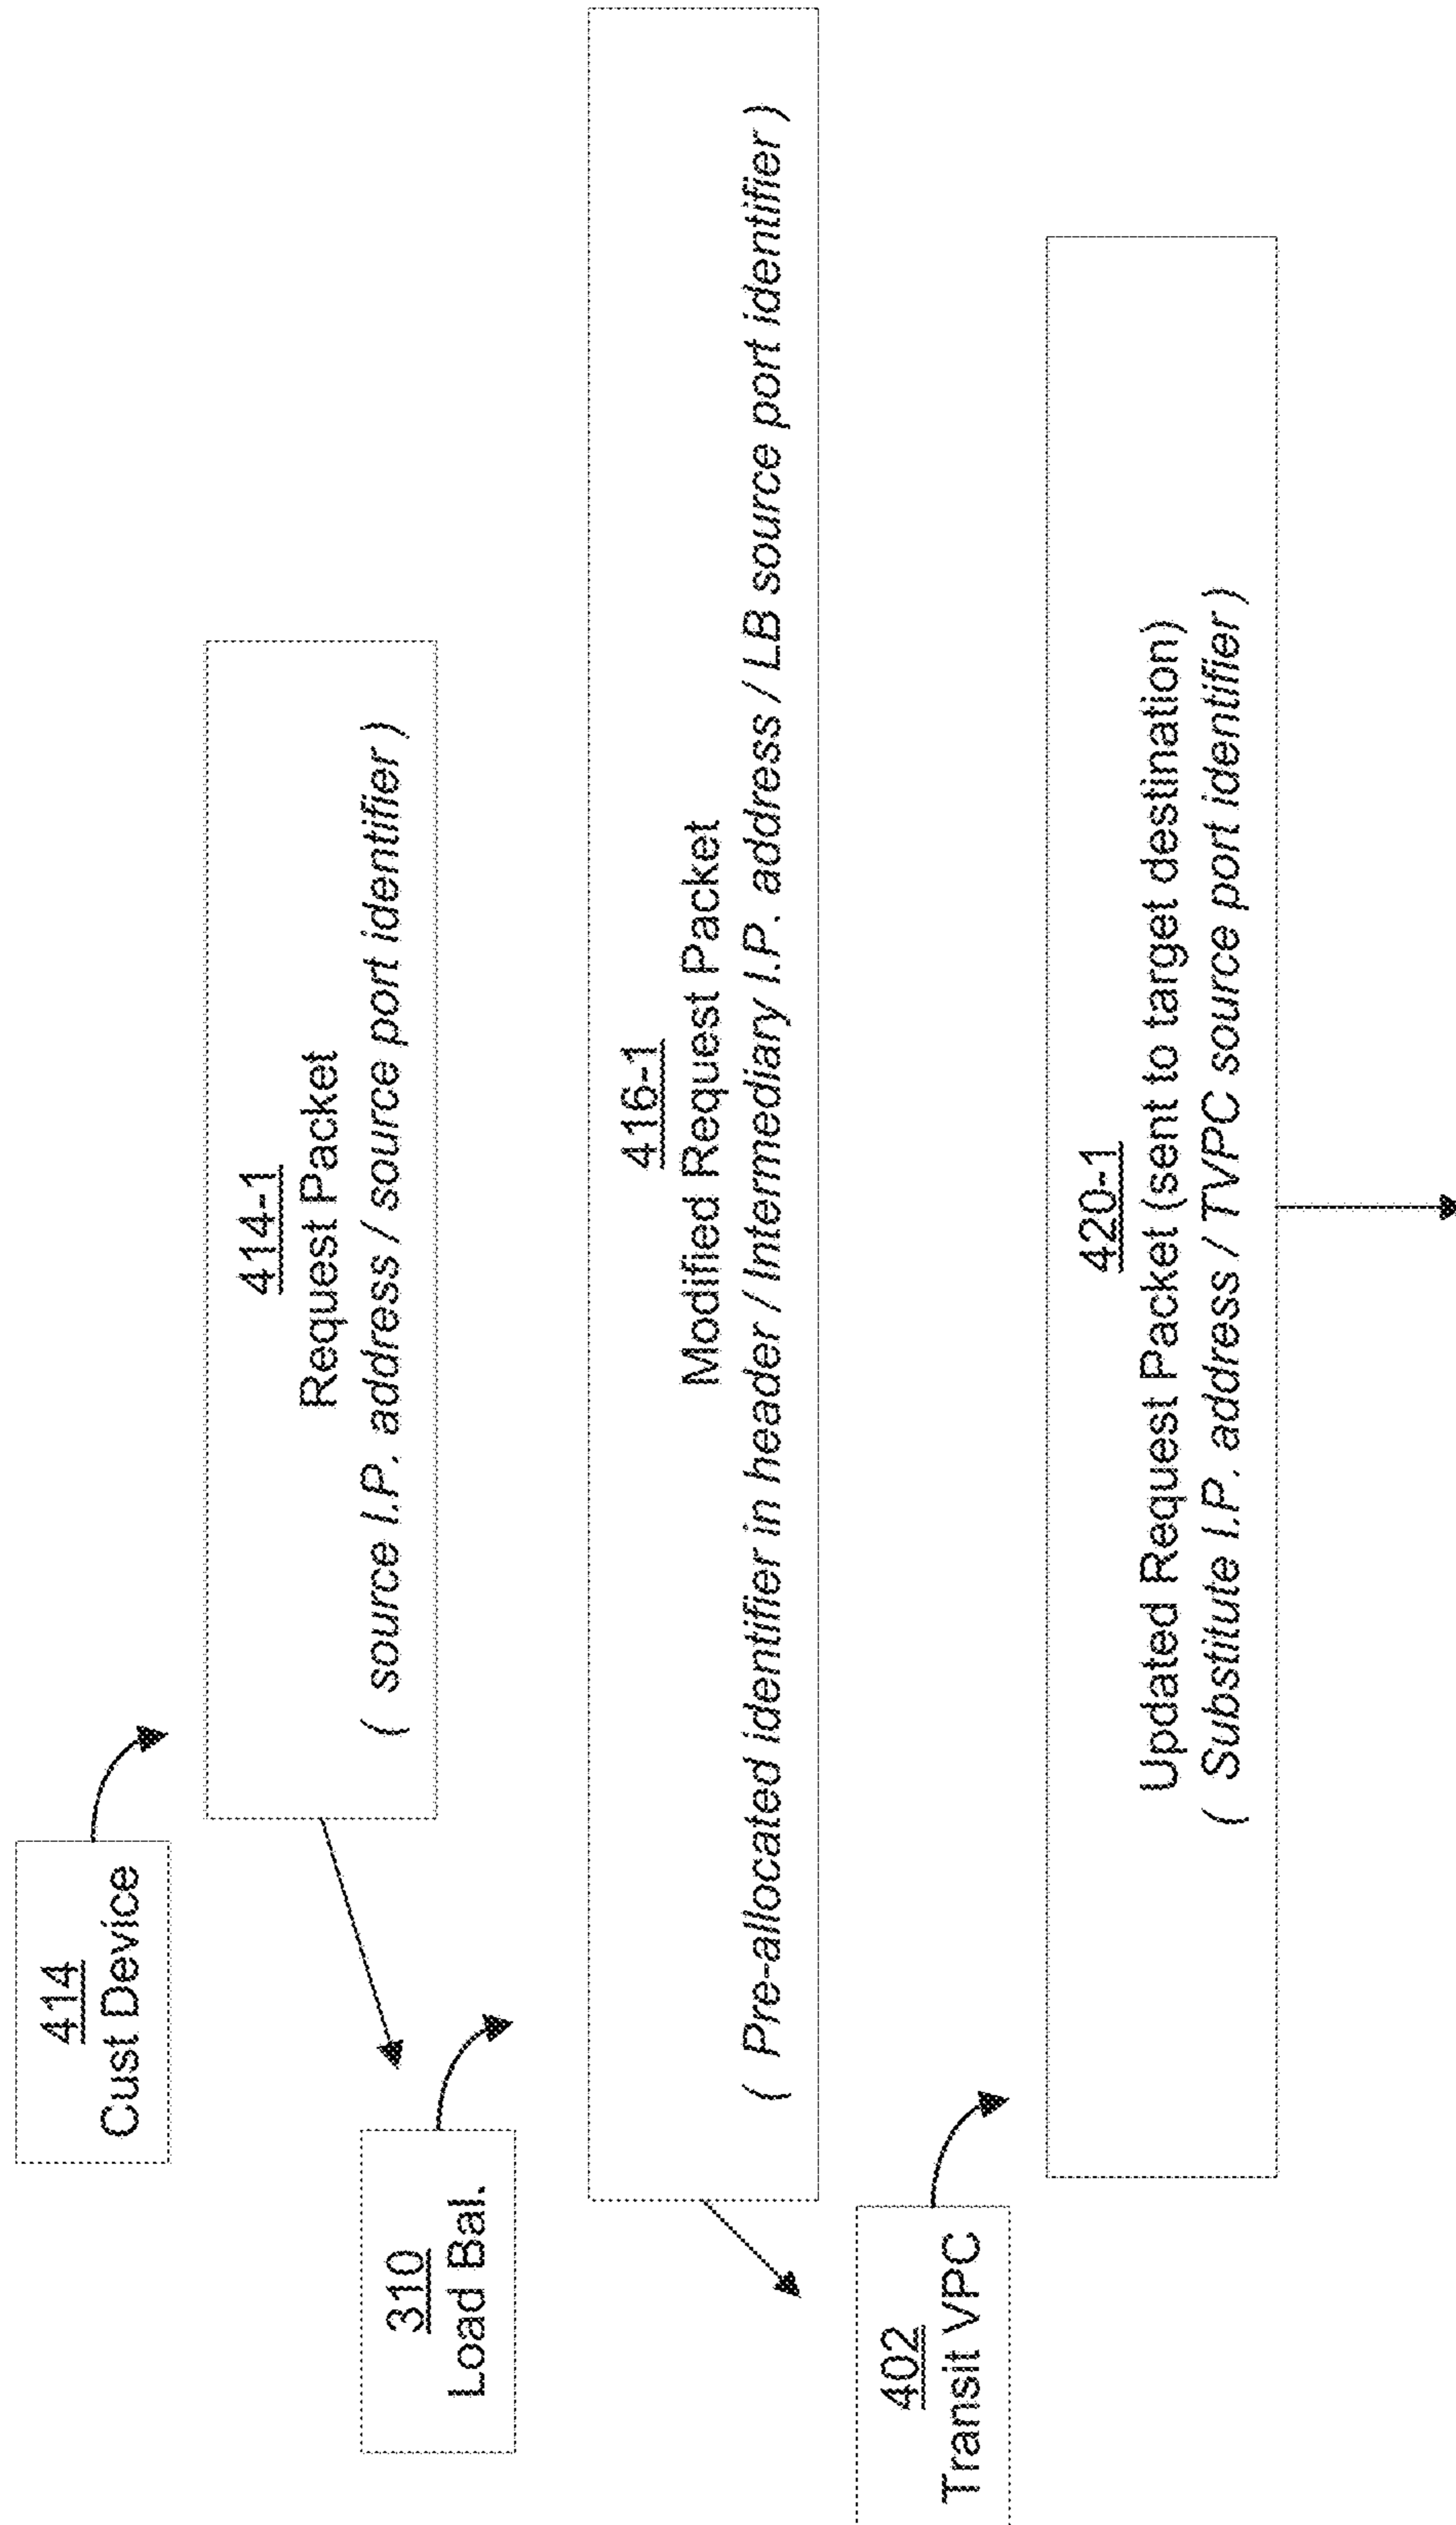 414
Cust Device
414-1
Request Packet
( source I.P. address / source port identifier )
310
Load Bal.
416-1
Modified Request Packet
( Pre-allocated identifier in header / Intermediary I.P. address / LB source port identifier )
402
Transit VPC
420-1
Updated Request Packet (sent to target destination)
( Substitute I.P. address / TVPC source port identifier )